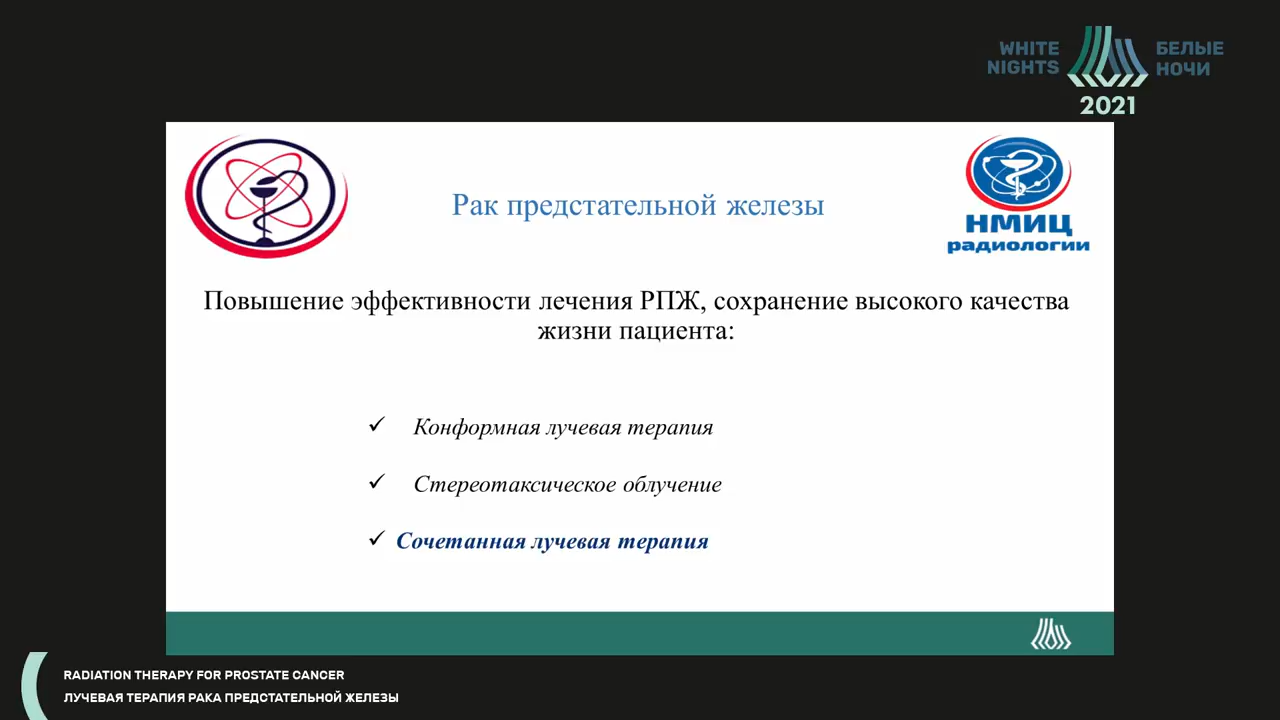 WHITE
NIGHTS
БЕЛЫЕ
НОЧИ
2021
Рак предстательной железы
НМИЦ
радиологии
Повышение эффективности лечения РПЖ, сохранение высокого качества
жизни пациента:
✓ Конформная лучевая терапия
✓ Стереотаксическое облучение
✓ Сочетанная лучевая терапия
RADIATION THERAPY FOR PROSTATE CANCER
ЛУЧЕВАЯ ТЕРАПИЯ РАКА ПРЕДСТАТЕЛЬНОЙ ЖЕЛЕЗЫ